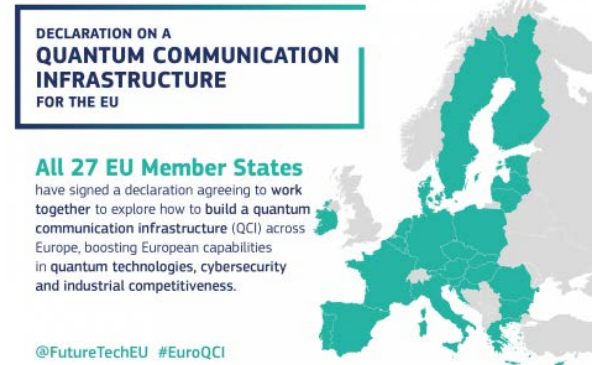 DECLARATION ON A
QUANTUM COMMUNICATION
INFRASTRUCTURE
FOR THE EU
All 27 EU Member States
have signed a declaration agreeing to work
together to explore how to build a quantum
communication infrastructure (QCI) across
Europe, boosting European capabilities
in quantum technologies, cybersecurity
and industrial competitiveness.
@FutureTechEU #EuroQCI